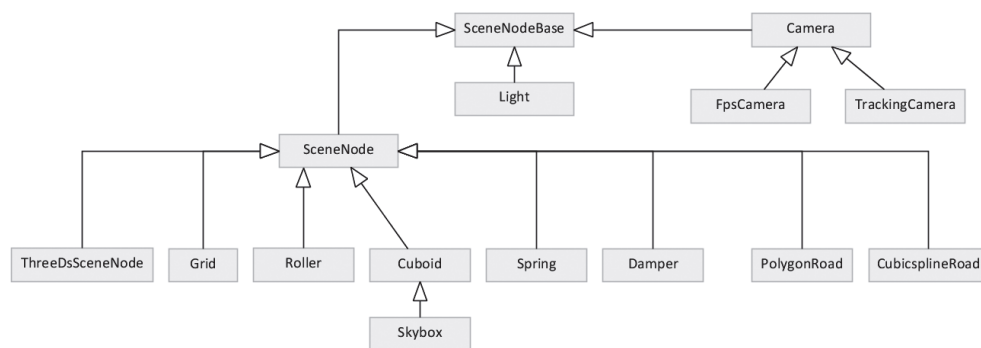 SceneNodeBase
Camera
Light
FpsCamera
TrackingCamera
SceneNode
ThreeDsSceneNode
Grid
Roller
Cuboid
Spring
Damper
PolygonRoad
CubicsplineRoad
Skybox